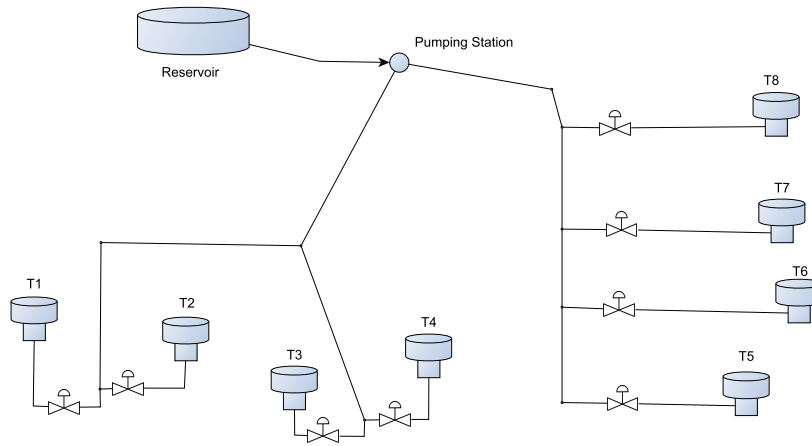 Pumping Station
Reservoir
T8
T7
T6
T1
T2
T4
T3
T5